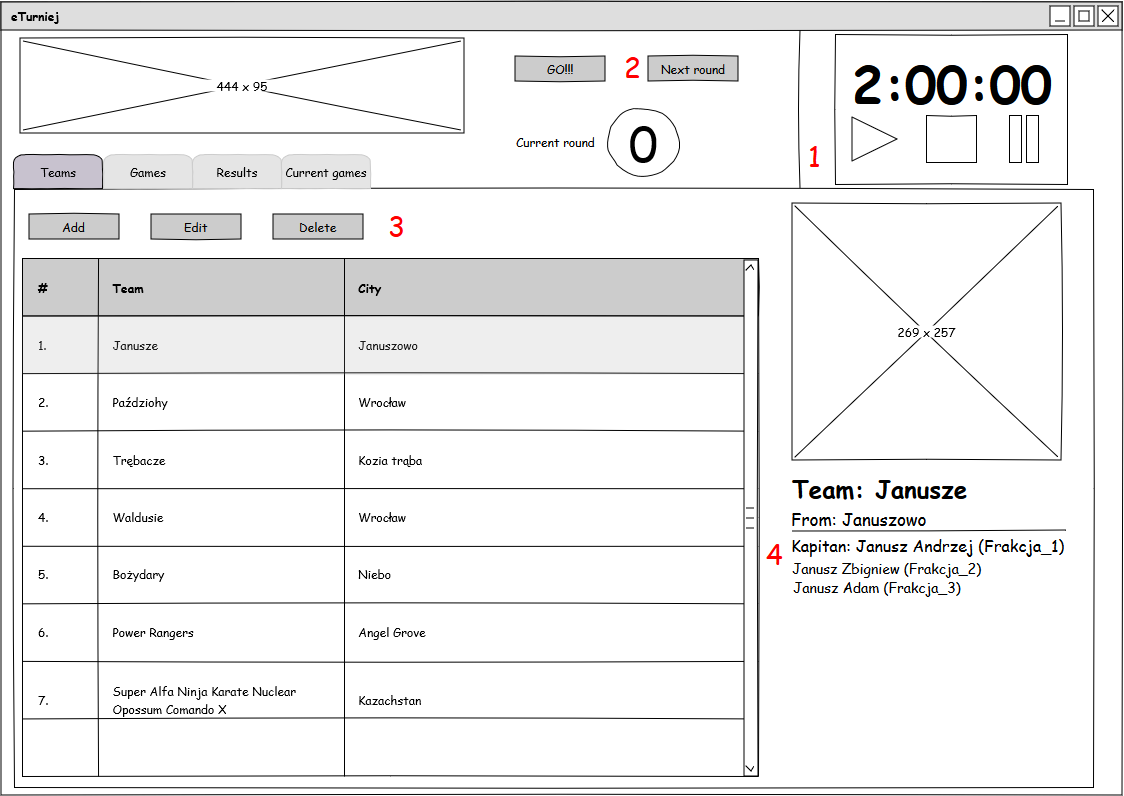 eTurniej
444 x 95
GO!!!
2
Next round
2:00:00
Current round
0
1
Teams
Games
Results
Current games
Add
Edit
Delete
3
# Team City
1. Janusze Januszowo
2. Paździohy Wrocław
3. Trębacze Kozia trąba
4. Waldusie Wrocław
5. Bożydary Niebo
6. Power Rangers Angel Grove
7. Super Alfa Ninja Karate Nuclear
Opossum Comando X
Kazachstan
269 x 257
Team: Janusze
From: Januszowo
4
Kapitan: Janusz Andrzej (Frakcja_1)
Janusz Zbigniew (Frakcja_2)
Janusz Adam (Frakcja_3)